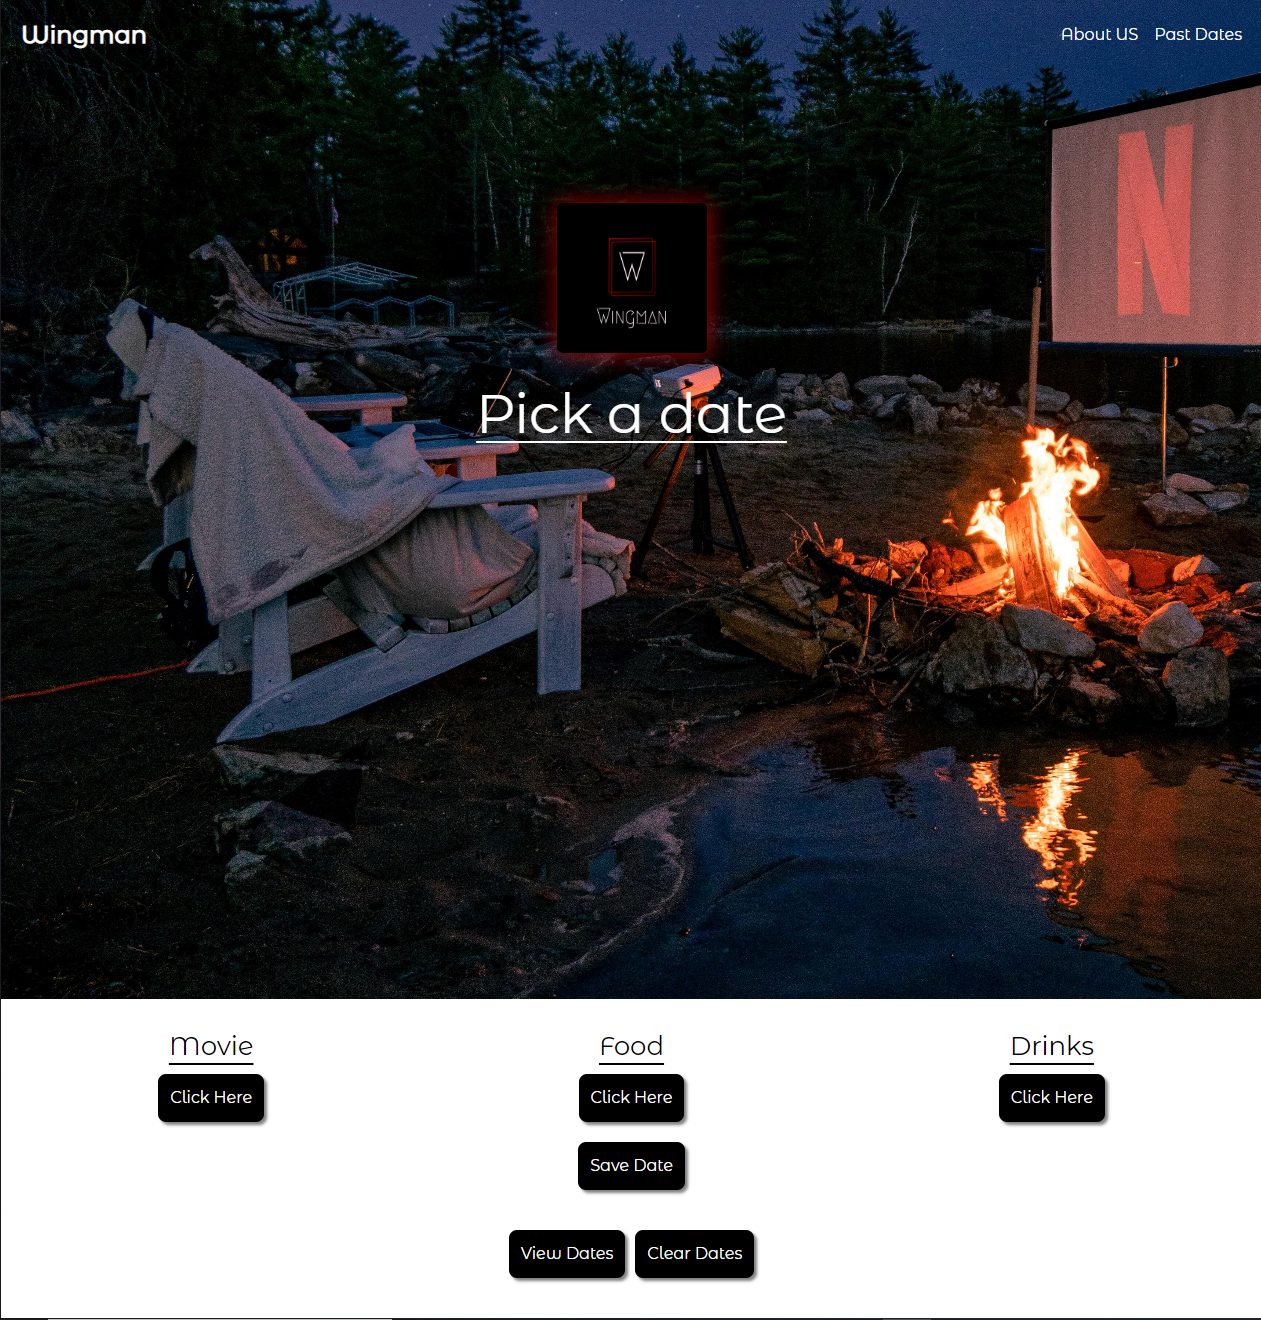 Wingman
About US Past Dates
N
W
WINGMAN
Pick a date
Movie
Food
Drinks
Click Here
Click Here
Click Here
Save Date
View Dates
Clear Dates